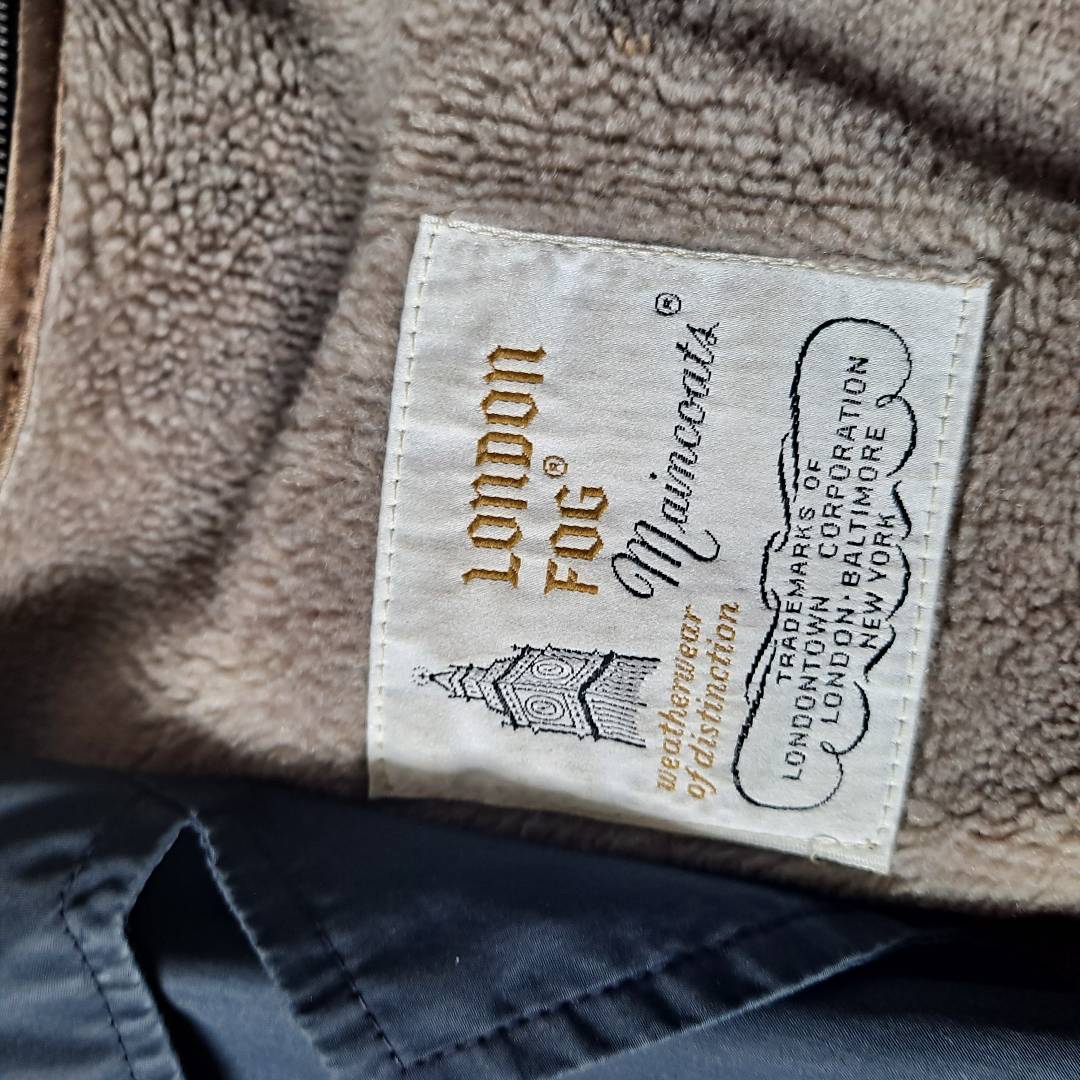 LONDON
FOG®
Maincoats®
weatherwear
of distinction
TRADEMARKS OF
LONDONTOWN CORPORATION
LONDON · BALTIMORE
NEW YORK